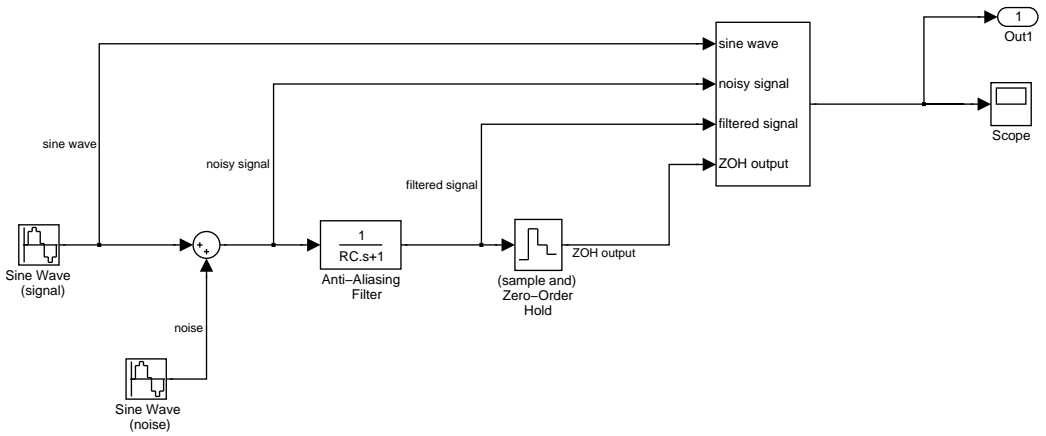 1
Out1
sine wave
noisy signal
filtered signal
ZOH output
Scope
sine wave
noisy signal
filtered signal
1
RC.s+1
ZOH output
Sine Wave
(signal)
Anti−Aliasing
Filter
(sample and)
Zero−Order
Hold
noise
Sine Wave
(noise)